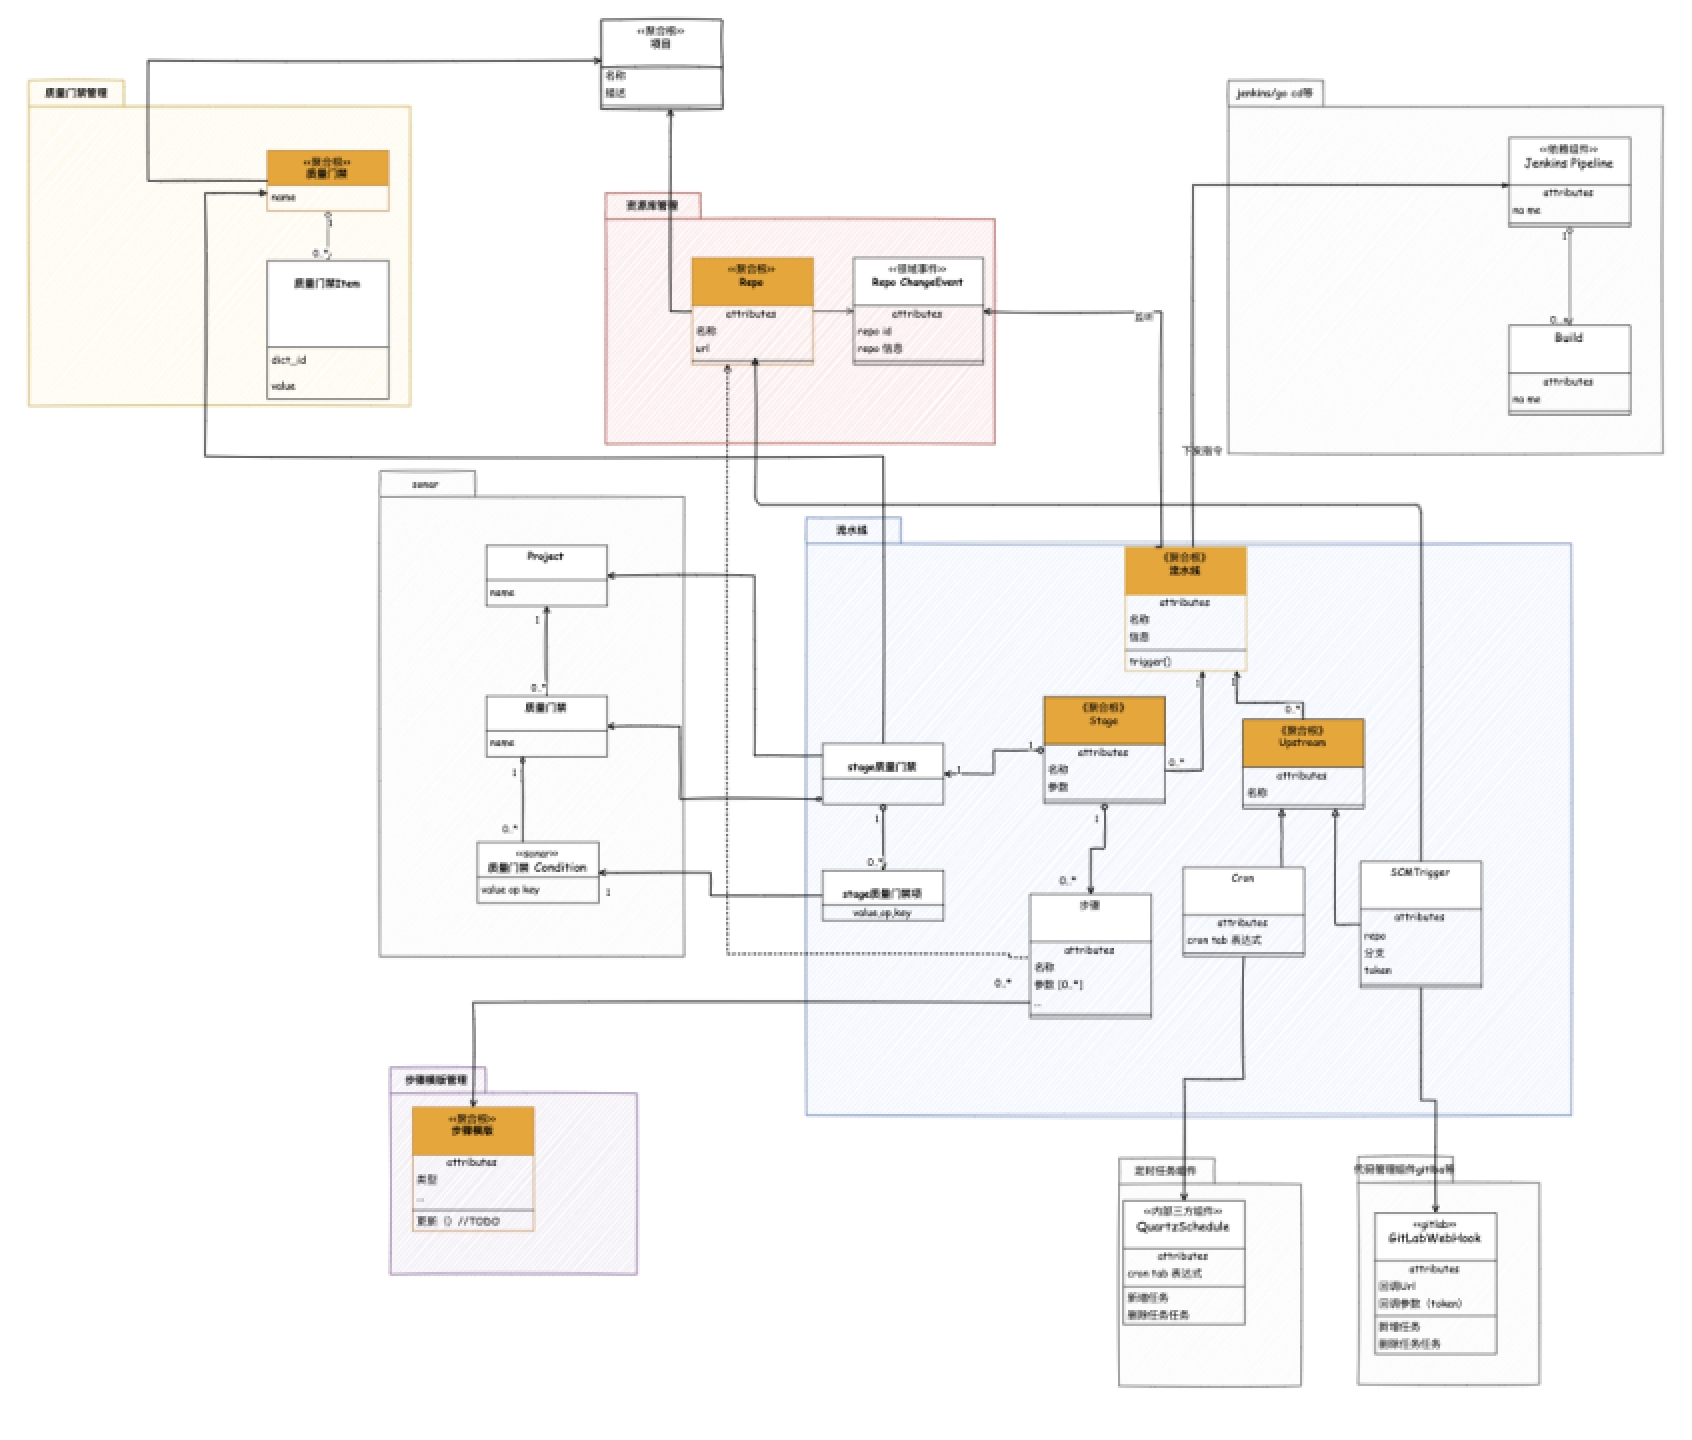 <<聚合根>>
项目
名称
描述
质量门禁管理
<<聚合根>>
质量门禁
name
1
0..*
质量门禁Item
dict_id
value
资源库管理
<<聚合根>>
Repo
attributes
名称
url
<<领域事件>>
Repo ChangeEvent
attributes
repo id
repo 信息
监听
jenkins/go cd等
<<依赖组件>>
Jenkins Pipeline
attributes
name
1
0..*
Build
attributes
name
下发指令
sonar
Project
name
1
0..*
质量门禁
name
1
0..*
<<sonar>>
质量门禁 Condition
value op key
1
流水线
《聚合根》
流水线
attributes
名称
信息
trigger()
1
1
0..*
0..*
《聚合根》
Stage
attributes
名称
参数
1
1
《聚合根》
Upstream
attributes
名称
stage质量门禁
1
0..*
stage质量门禁项
value,op,key
1
0..*
步骤
attributes
名称
参数 [0..*]
...
0..*
Cron
attributes
cron tab 表达式
SCMTrigger
attributes
repo
分支
token
步骤模版管理
<<聚合根>>
步骤模版
attributes
类型
...
更新（）//TODO
定时任务组件
<<内部三方组件>>
QuartzSchedule
attributes
cron tab 表达式
新增任务
删除任务任务
代码管理组件gitlba等
<<gitlab>>
GitLabWebHook
attributes
回调Url
回调参数（token）
新增任务
删除任务任务